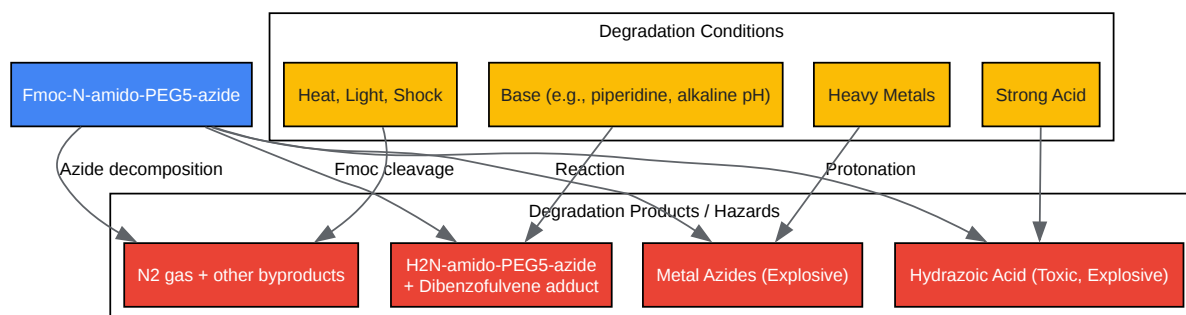 Degradation Conditions
Fmoc-N-amido-PEG5-azide
Heat, Light, Shock
Base (e.g., piperidine, alkaline pH)
Heavy Metals
Strong Acid
Azide decomposition
Fmoc cleavage
Reaction
Protonation
Degradation Products / Hazards
N2 gas + other byproducts
H2N-amido-PEG5-azide
+ Dibenzofulvene adduct
Metal Azides (Explosive)
Hydrazoic Acid (Toxic, Explosive)